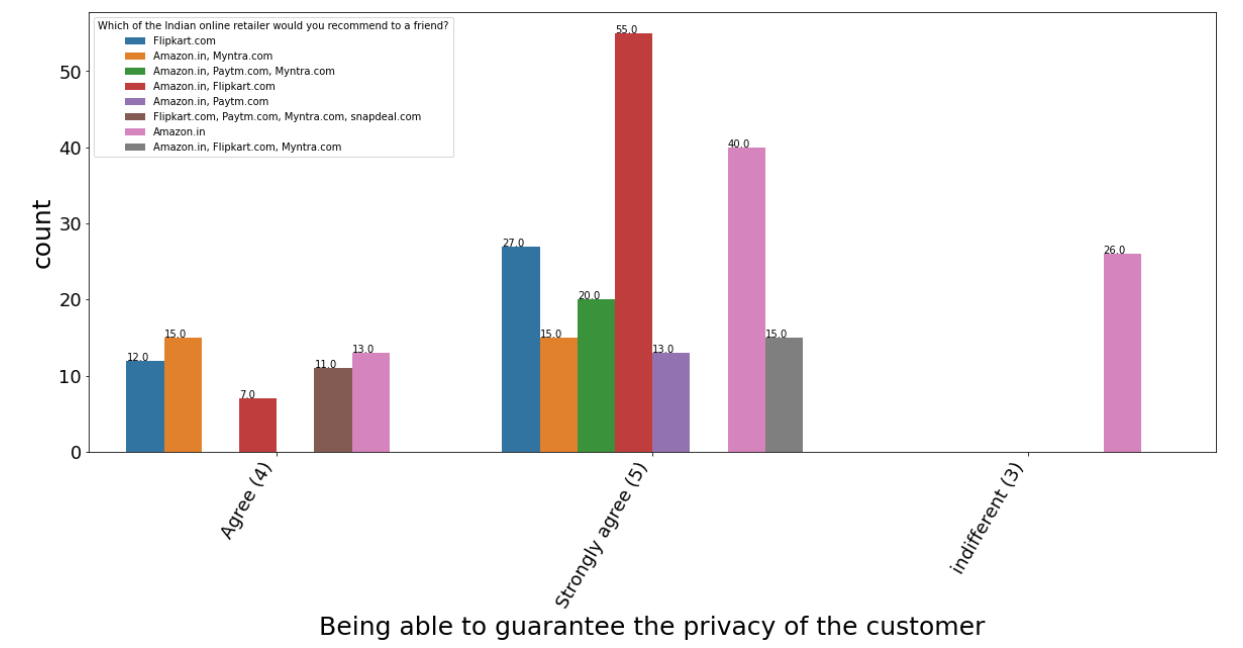 Which of the Indian online retailer would you recommend to a friend?
Flipkart.com
Amazon.in, Myntra.com
Amazon.in, Paytm.com, Myntra.com
Amazon.in, Flipkart.com
Amazon.in, Paytm.com
Flipkart.com, Paytm.com, Myntra.com, snapdeal.com
Amazon.in
Amazon.in, Flipkart.com, Myntra.com
count
50
40
30
20
10
0
12.0
15.0
7.0
11.0
13.0
27.0
15.0
20.0
55.0
13.0
40.0
15.0
26.0
Agree (4)
Strongly agree (5)
indifferent (3)
Being able to guarantee the privacy of the customer